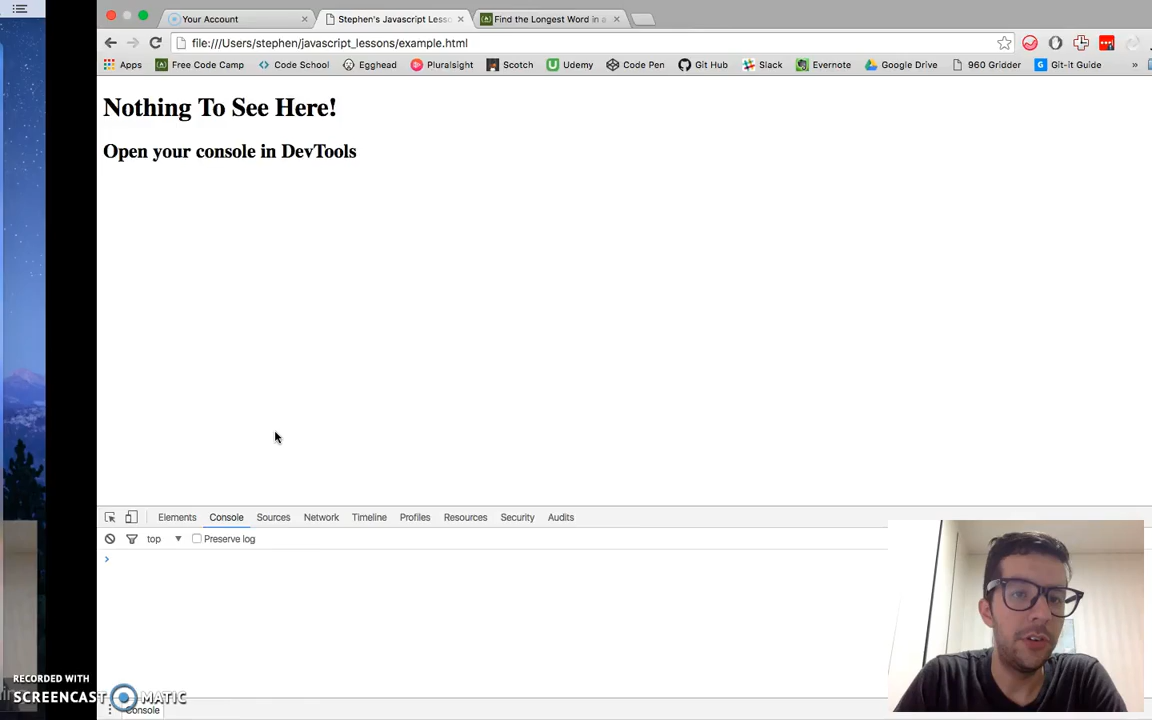 Your Account
Stephen's Javascript Lesso
Find the Longest Word in a
file:///Users/stephen/javascript_lessons/example.html
Apps Free Code Camp Code School Egghead Pluralsight Scotch Udemy Code Pen Git Hub Slack Evernote Google Drive 960 Gridder Git-it Guide »
Nothing To See Here!
Open your console in DevTools
Elements Console Sources Network Timeline Profiles Resources Security Audits
top Preserve log
>
RECORDED WITH
SCREENCAST MATIC
Console